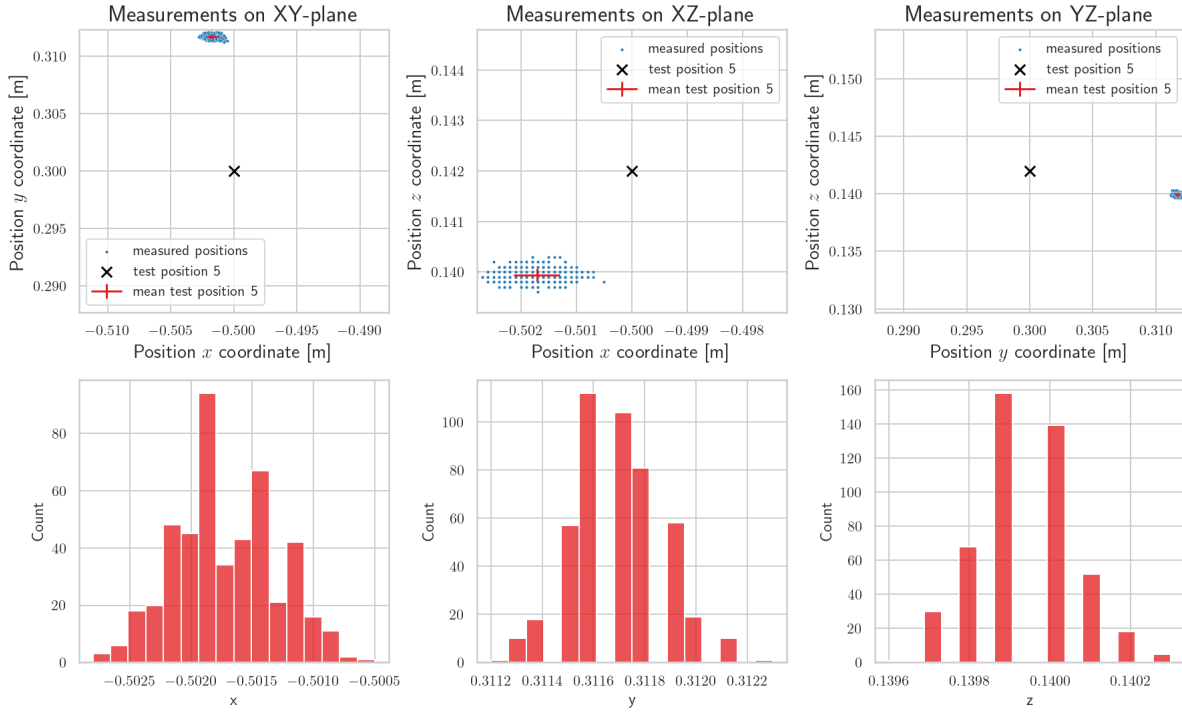 Measurements on XY-plane
Measurements on XZ-plane
Measurements on YZ-plane
Position y coordinate [m]
0.310
0.305
0.300
0.295
0.290
measured positions
test position 5
mean test position 5
−0.510
−0.505
−0.500
−0.495
−0.490
Position x coordinate [m]
Position z coordinate [m]
0.144
0.143
0.142
0.141
0.140
measured positions
test position 5
mean test position 5
−0.502
−0.501
−0.500
−0.499
−0.498
Position x coordinate [m]
Position z coordinate [m]
0.150
0.145
0.140
0.135
0.130
measured positions
test position 5
mean test position 5
0.290
0.295
0.300
0.305
0.310
Position y coordinate [m]
Count
80
60
40
20
0
−0.5025
−0.5020
−0.5015
−0.5010
−0.5005
x
Count
100
80
60
40
20
0
0.3112
0.3114
0.3116
0.3118
0.3120
0.3122
y
Count
160
140
120
100
80
60
40
20
0
0.1396
0.1398
0.1400
0.1402
z